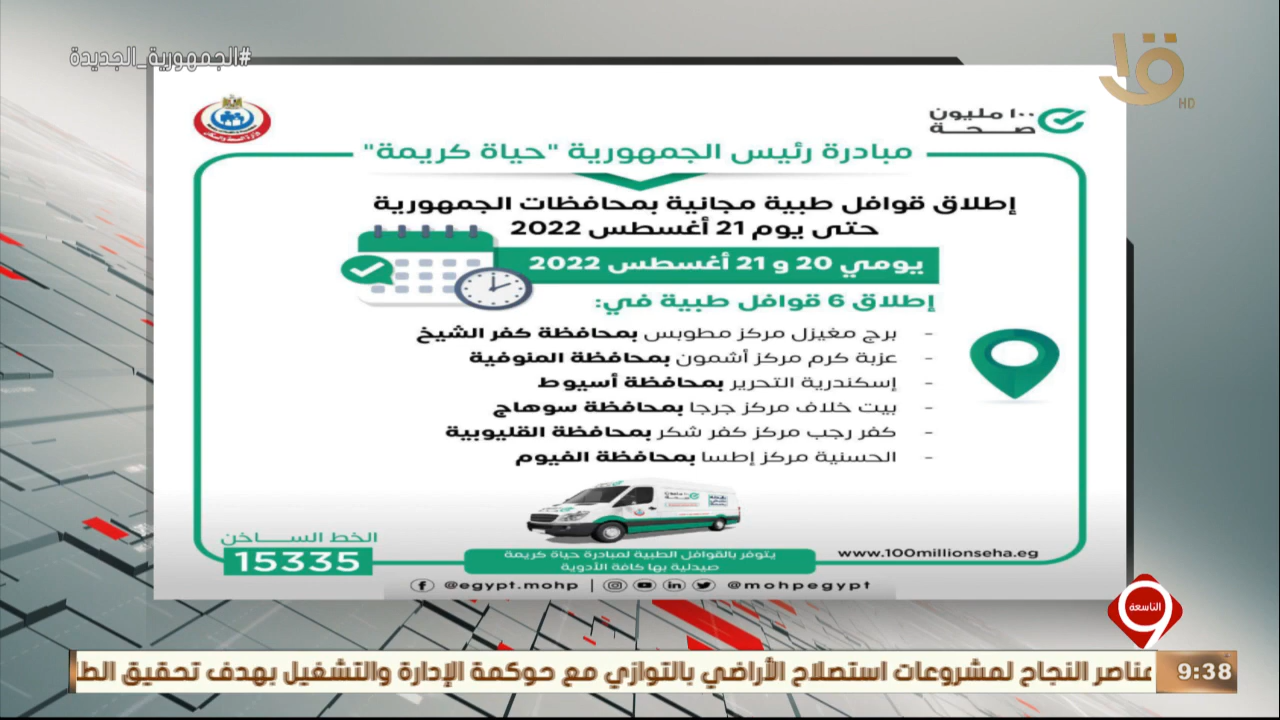 #الجمهورية_الجديدة
HD
١٠٠ مليون
صحة
مبادرة رئيس الجمهورية "حياة كريمة"
إطلاق قوافل طبية مجانية بمحافظات الجمهورية
حتى يوم 21 أغسطس 2022
يومي 20 و 21 أغسطس 2022
إطلاق 6 قوافل طبية في:
- برج مغيزل مركز مطوبس بمحافظة كفر الشيخ
- عزبة كرم مركز أشمون بمحافظة المنوفية
- إسكندرية التحرير بمحافظة أسيوط
- بيت خلاف مركز جرجا بمحافظة سوهاج
- كفر رجب مركز كفر شكر بمحافظة القليوبية
- الحسنية مركز إطسا بمحافظة الفيوم
الخط الساخن
15335
يتوفر بالقوافل الطبية لمبادرة حياة كريمة
صيدلية بها كافة الأدوية
www.100millionseha.eg
@egypt.mohp | @mohpegypt
التاسعة
9
9:38
عناصر النجاح لمشروعات استصلاح الأراضي بالتوازي مع حوكمة الإدارة والتشغيل بهدف تحقيق الطا